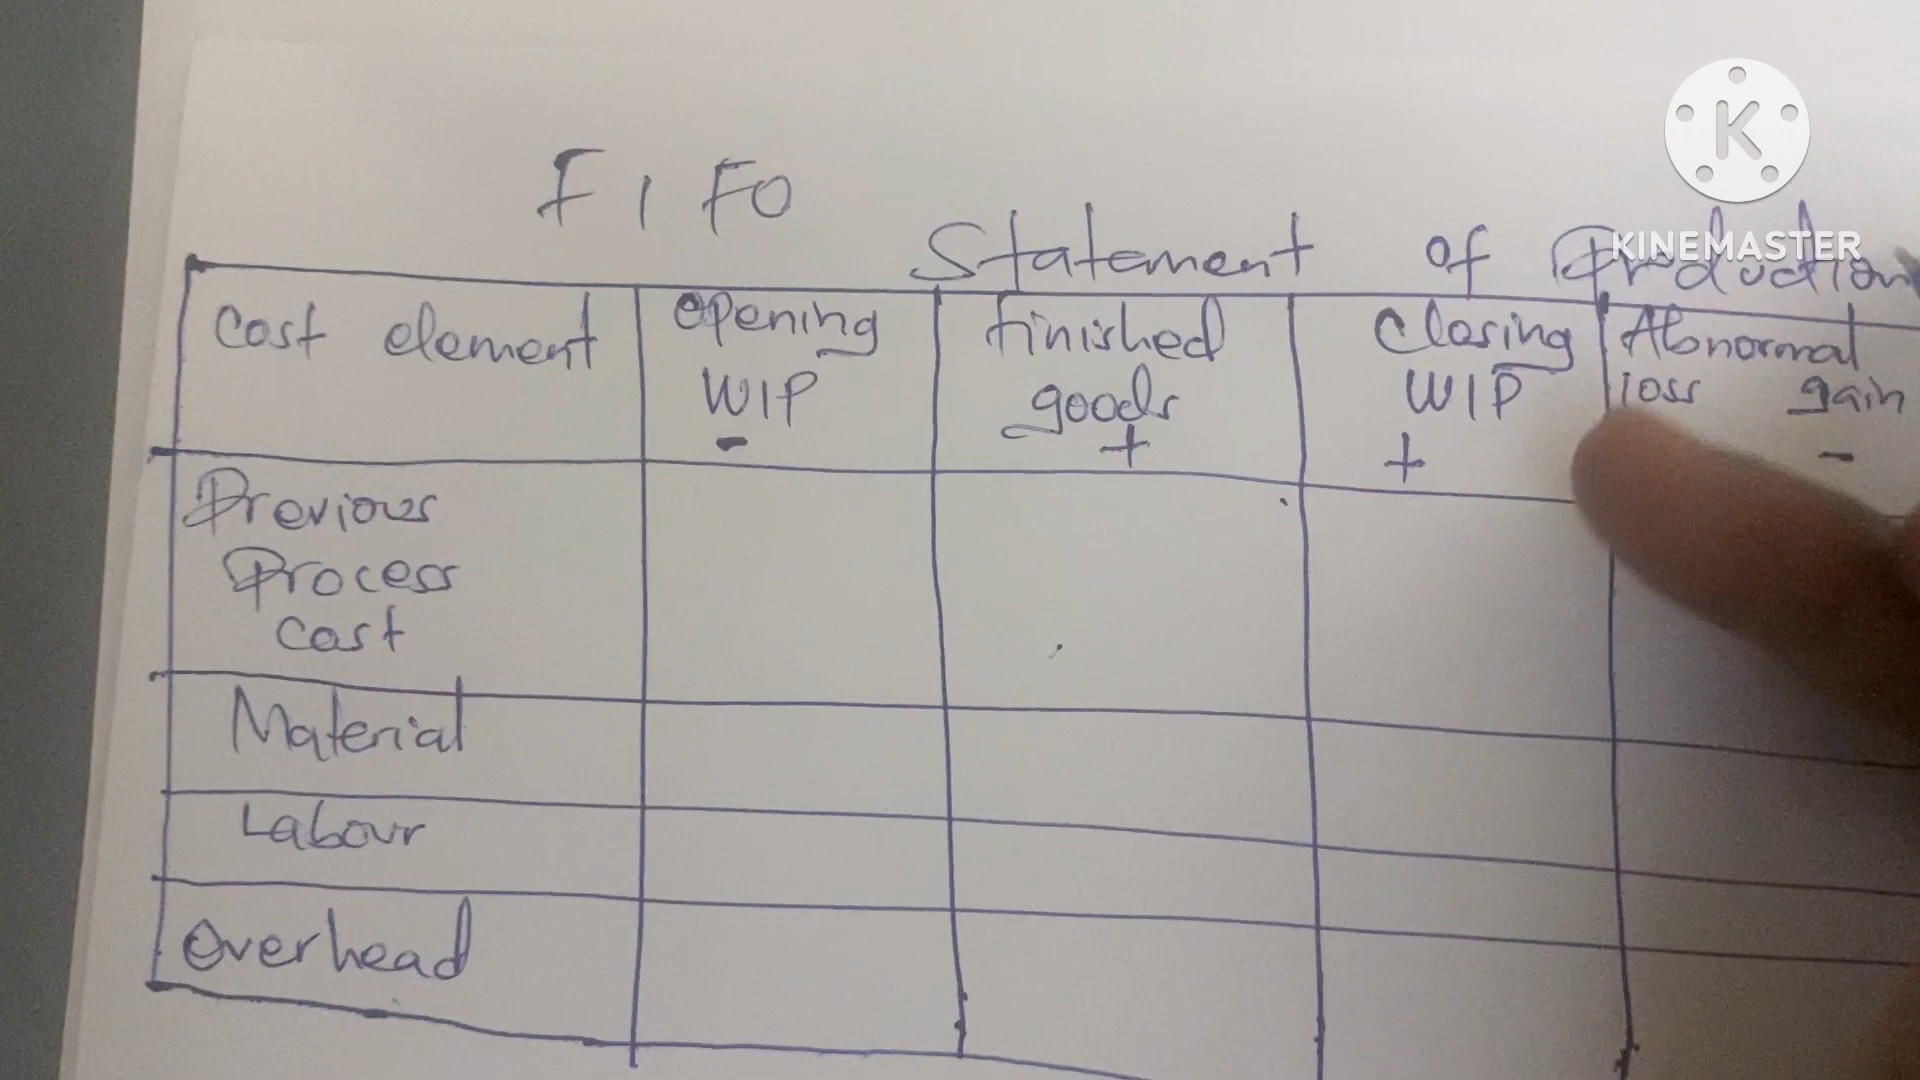 FIFO
Statement of Production
Cost element
Opening
WIP
-
finished
goods
+
Closing
WIP
+
Abnormal
loss gain
-
Previous
Process
Cost
Material
Labour
Overhead
K
KINEMASTER